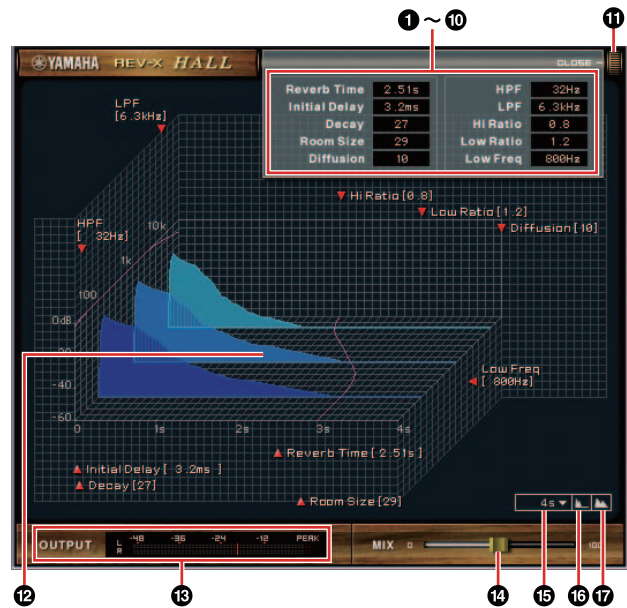 ❶～❿
⓫
YAMAHA REV-X HALL
CLOSE
Reverb Time 2.51s HPF 32Hz
Initial Delay 3.2ms LPF 6.3kHz
Decay 27 Hi Ratio 0.8
Room Size 29 Low Ratio 1.2
Diffusion 10 Low Freq 800Hz
LPF
[6.3kHz]
Hi Ratio[0.8]
Low Ratio[1.2]
Diffusion[10]
HPF
[ 32Hz]
10k
1k
100
0dB
-20
-40
-60
0 1s 2s 3s 4s
Low Freq
[ 800Hz]
Reverb Time[ 2.51s ]
Initial Delay[ 3.2ms ]
Decay[27]
Room Size[29]
4s
OUTPUT L R -48 -36 -24 -12 PEAK
MIX 0 100
⓬ ⓭ ⓮ ⓯ ⓰ ⓱